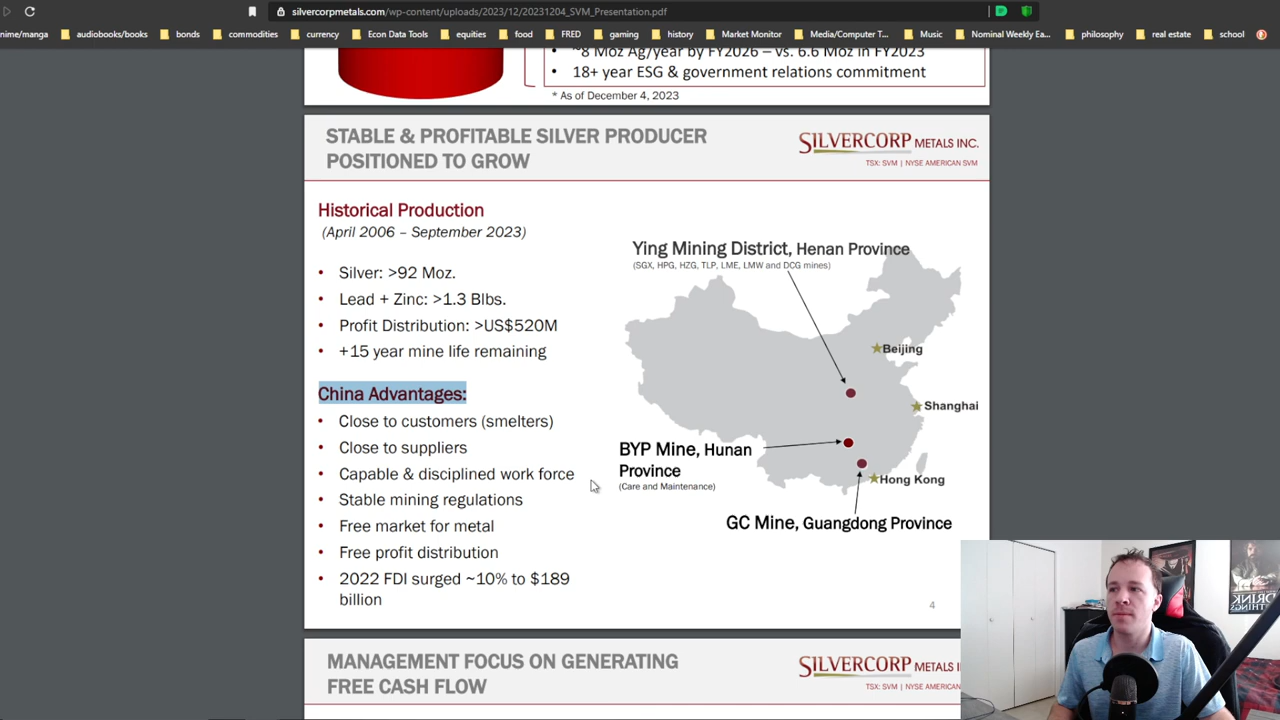 silvercorpmetals.com/wp-content/uploads/2023/12/20231204_SVM_Presentation.pdf
nime/manga audiobooks/books bonds commodities currency Econ Data Tools equities food FRED gaming history Market Monitor Media/Computer T... Music Nominal Weekly Ea... philosophy real estate school
• ~8 Moz Ag/year by FY2026 – vs. 6.6 Moz in FY2023
• 18+ year ESG & government relations commitment
* As of December 4, 2023
STABLE & PROFITABLE SILVER PRODUCER
POSITIONED TO GROW
SILVERCORP METALS INC.
TSX: SVM | NYSE AMERICAN SVM
Historical Production
(April 2006 – September 2023)
• Silver: >92 Moz.
• Lead + Zinc: >1.3 Blbs.
• Profit Distribution: >US$520M
• +15 year mine life remaining
China Advantages:
• Close to customers (smelters)
• Close to suppliers
• Capable & disciplined work force
• Stable mining regulations
• Free market for metal
• Free profit distribution
• 2022 FDI surged ~10% to $189
billion
Ying Mining District, Henan Province
(SGX, HPG, HZG, TLP, LME, LMW and DCG mines)
Beijing
Shanghai
BYP Mine, Hunan
Province
(Care and Maintenance)
Hong Kong
GC Mine, Guangdong Province
4
MANAGEMENT FOCUS ON GENERATING
FREE CASH FLOW
SILVERCORP METALS I
TSX: SVM | NYSE AMERICAN
DRINK
THINGS